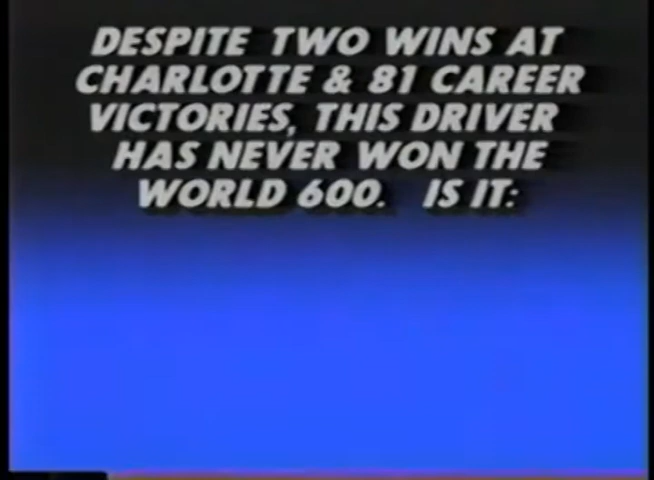 DESPITE TWO WINS AT
CHARLOTTE & 81 CAREER
VICTORIES, THIS DRIVER
HAS NEVER WON THE
WORLD 600. IS IT: